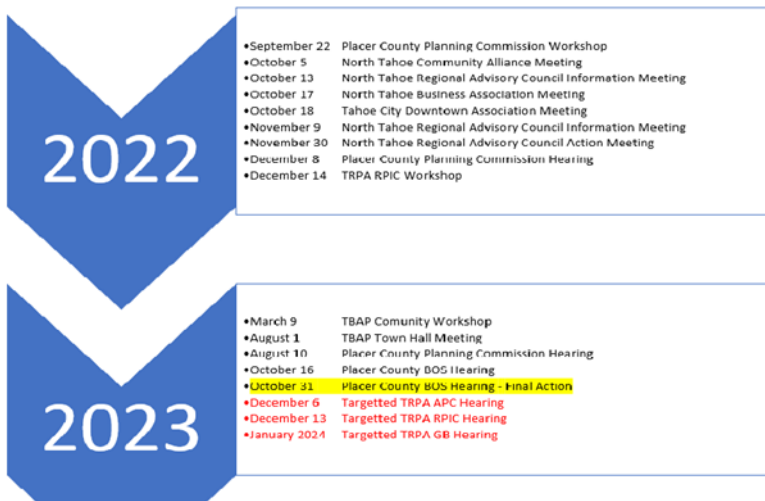 2022
•September 22 Placer County Planning Commission Workshop
•October 5 North Tahoe Community Alliance Meeting
•October 13 North Tahoe Regional Advisory Council Information Meeting
•October 17 North Tahoe Business Association Meeting
•October 18 Tahoe City Downtown Association Meeting
•November 9 North Tahoe Regional Advisory Council Information Meeting
•November 30 North Tahoe Regional Advisory Council Action Meeting
•December 8 Placer County Planning Commission Hearing
•December 14 TRPA RPIC Workshop
2023
•March 9 TBAP Comunity Workshop
•August 1 TBAP Town Hall Meeting
•August 10 Placer County Planning Commission Hearing
•October 16 Placer County BOS Hearing
•October 31 Placer County BOS Hearing - Final Action
•December 6 Targetted TRPA APC Hearing
•December 13 Targetted TRPA RPIC Hearing
•January 2024 Targetted TRPA GB Hearing